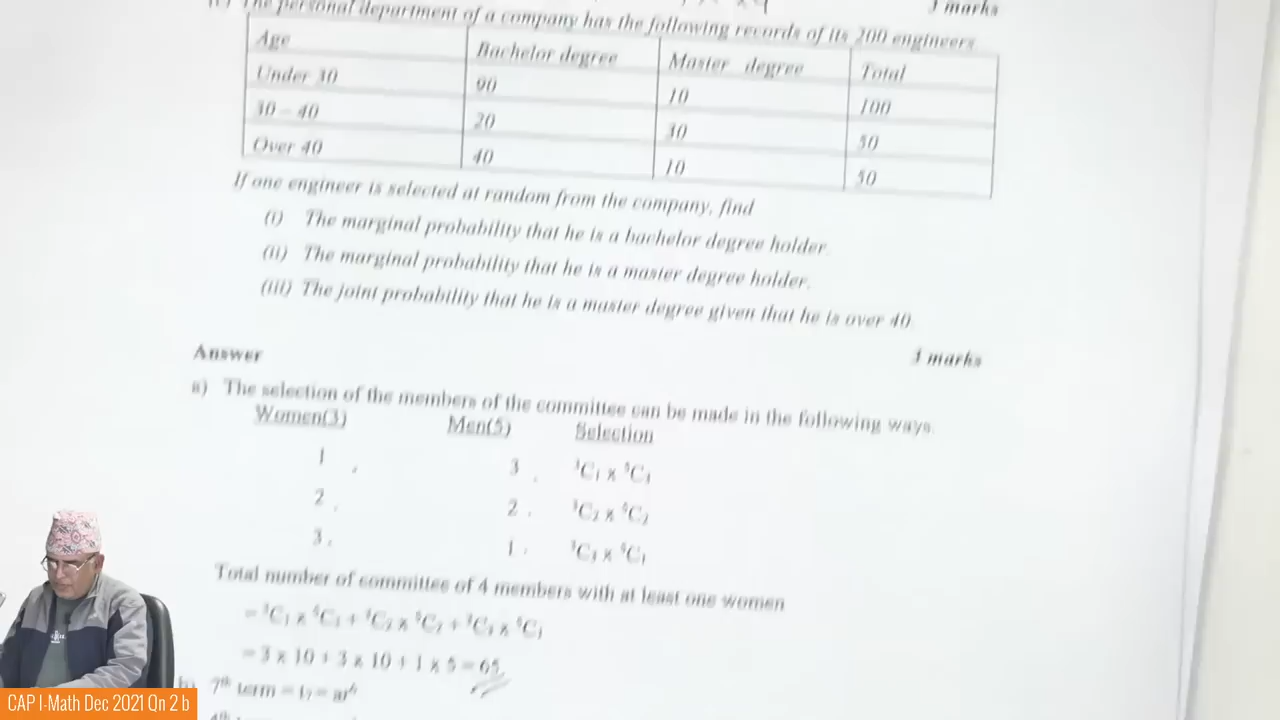 The personal department of a company has the following records of its 200 engineers
3 marks
Age Bachelor degree Master degree Total
Under 30 90 10 100
30 – 40 20 30 50
Over 40 40 10 50
If one engineer is selected at random from the company, find
(i) The marginal probability that he is a bachelor degree holder.
(ii) The marginal probability that he is a master degree holder.
(iii) The joint probability that he is a master degree given that he is over 40.
3 marks
Answer
a) The selection of the members of the committee can be made in the following ways.
Women(3) Men(5) Selection
1 3 ³C₁ x ⁵C₃
2 2 ³C₂ x ⁵C₂
3 1 ³C₃ x ⁵C₁
Total number of committee of 4 members with at least one women
= ³C₁ x ⁵C₃ + ³C₂ x ⁵C₂ + ³C₃ x ⁵C₁
= 3 x 10 + 3 x 10 + 1 x 5 = 65
b) 7th term = t₇ = ar⁶
CAP I-Math Dec 2021 Qn 2 b